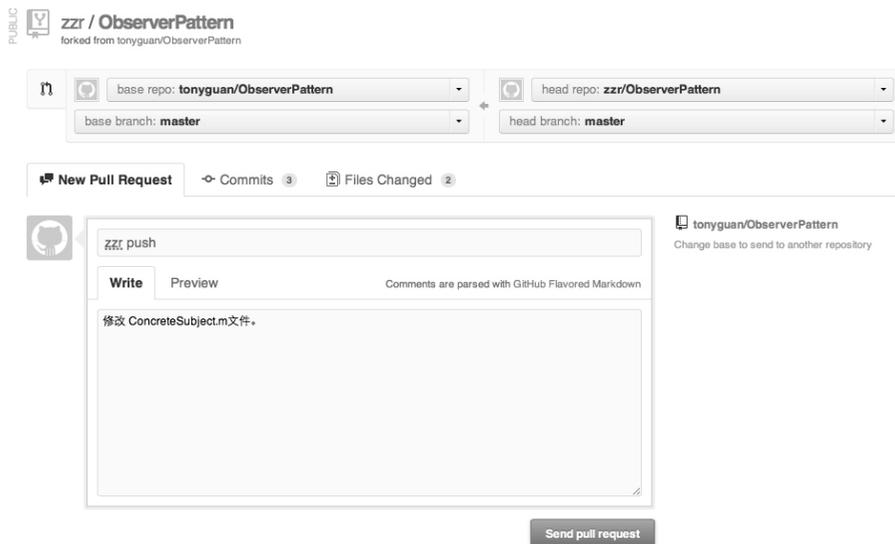 PUBLIC
zzr / ObserverPattern
forked from tonyguan/ObserverPattern
base repo: tonyguan/ObserverPattern
head repo: zzr/ObserverPattern
base branch: master
head branch: master
New Pull Request
Commits 3
Files Changed 2
tonyguan/ObserverPattern
Change base to send to another repository
zzr push
Write
Preview
Comments are parsed with GitHub Flavored Markdown
修改 ConcreteSubject.m文件。
Send pull request